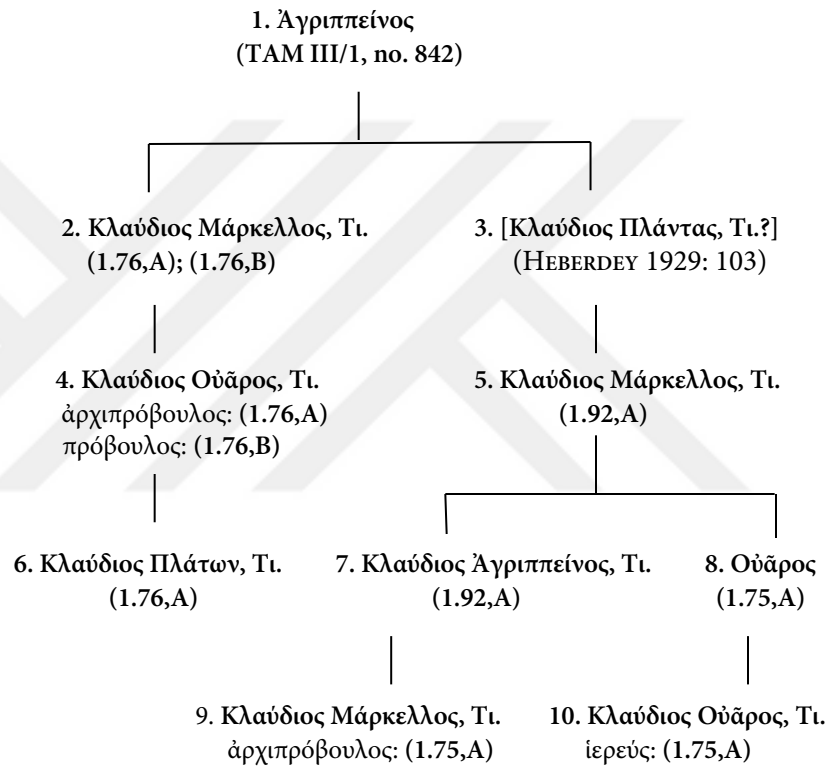 1. Ἀγριππεῖνος
(TAM III/1, no. 842)
2. Κλαύδιος Μάρκελλος, Τι.
(1.76,A); (1.76,B)
3. [Κλαύδιος Πλάντας, Τι.?]
(HEBERDEY 1929: 103)
4. Κλαύδιος Οὐᾶρος, Τι.
ἀρχιπρόβουλος: (1.76,A)
πρόβουλος: (1.76,B)
5. Κλαύδιος Μάρκελλος, Τι.
(1.92,A)
6. Κλαύδιος Πλάτων, Τι.
(1.76,A)
7. Κλαύδιος Ἀγριππεῖνος, Τι.
(1.92,A)
8. Οὐᾶρος
(1.75,A)
9. Κλαύδιος Μάρκελλος, Τι.
ἀρχιπρόβουλος: (1.75,A)
10. Κλαύδιος Οὐᾶρος, Τι.
ἱερεύς: (1.75,A)